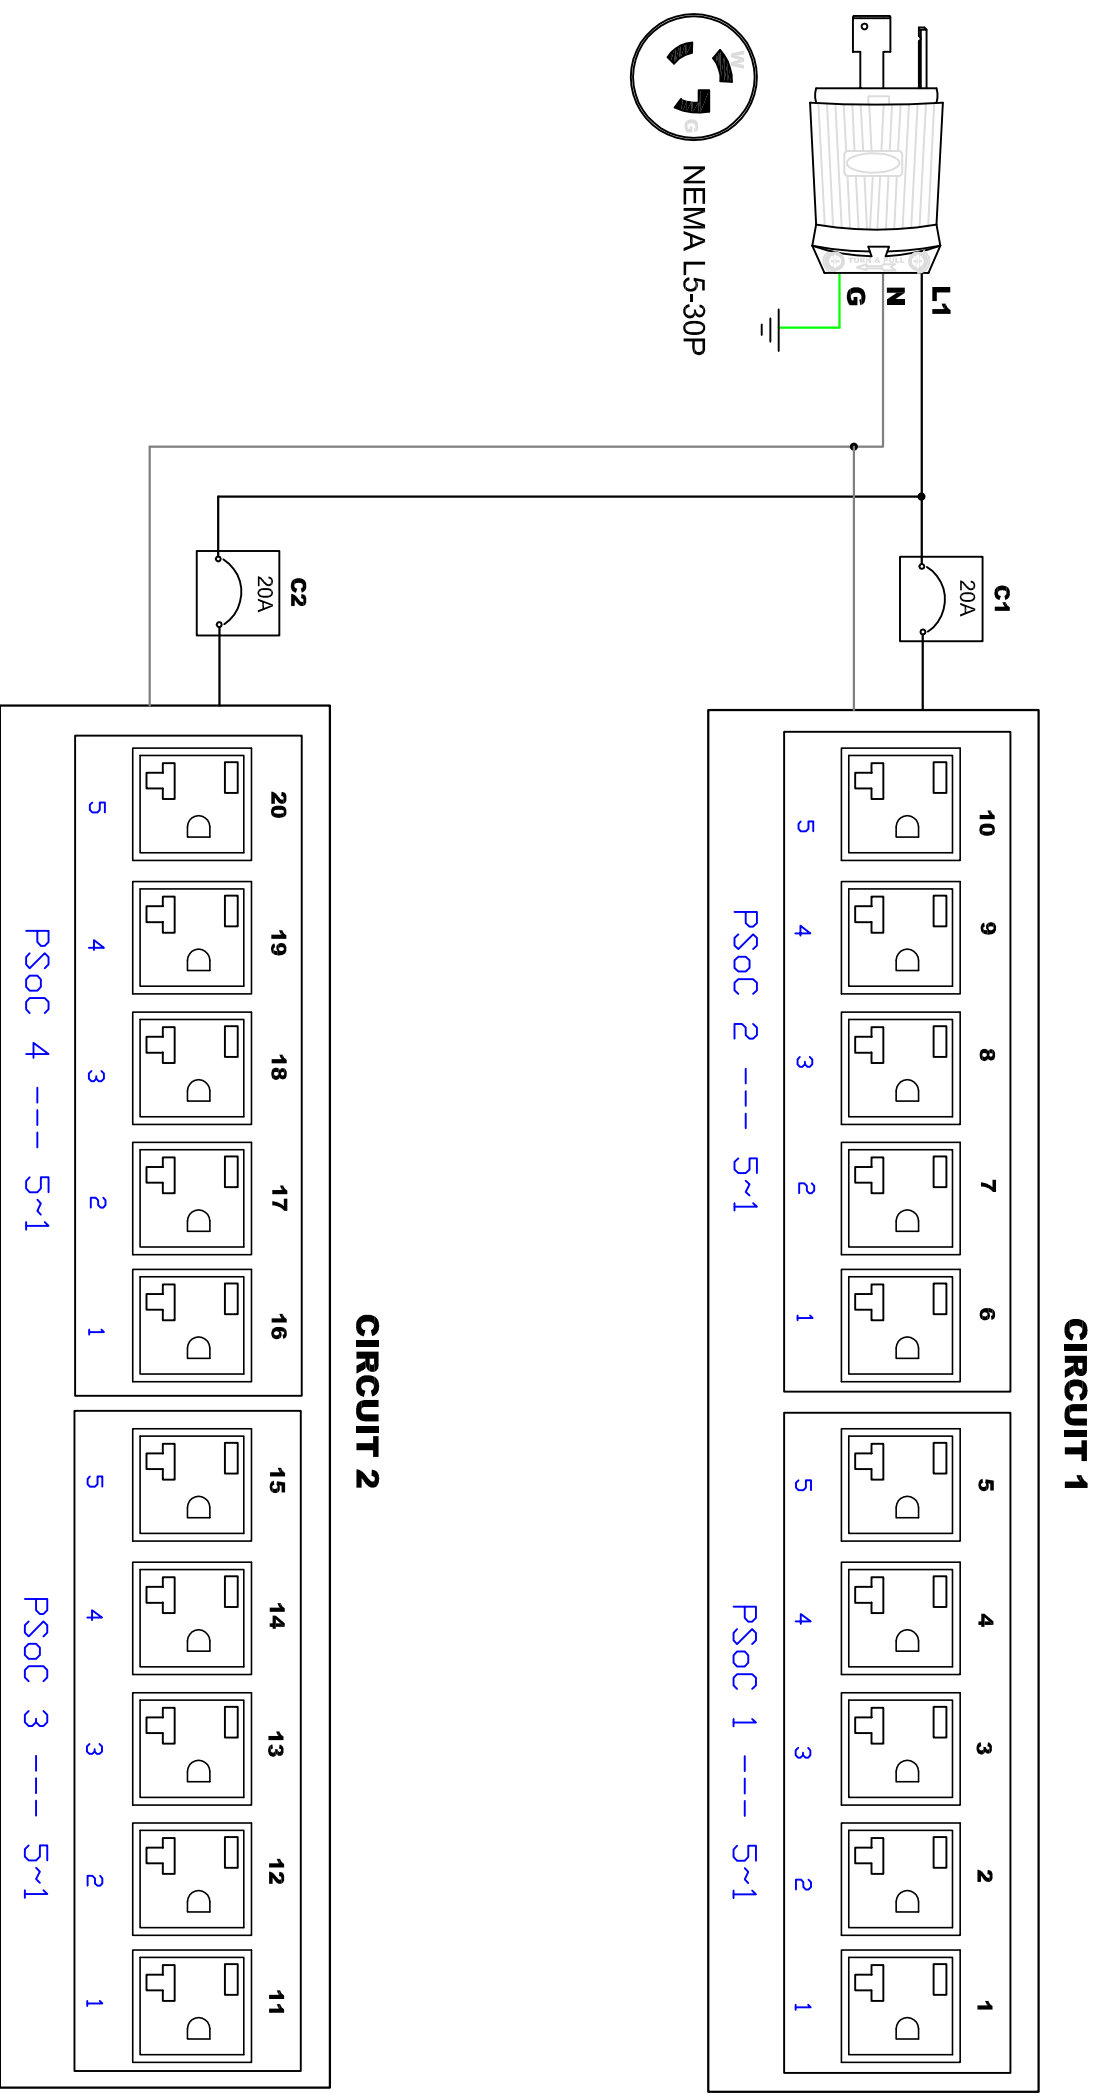 CIRCUIT 1
C1
20A
10 9 8 7 6 5 4 3 2 1
5 4 3 2 1 5 4 3 2 1
PSoC 2 --- 5~1 PSoC 1 --- 5~1
L1
N
G
TURN & PULL
W
G
NEMA L5-30P
CIRCUIT 2
C2
20A
20 19 18 17 16 15 14 13 12 11
5 4 3 2 1 5 4 3 2 1
PSoC 4 --- 5~1 PSoC 3 --- 5~1